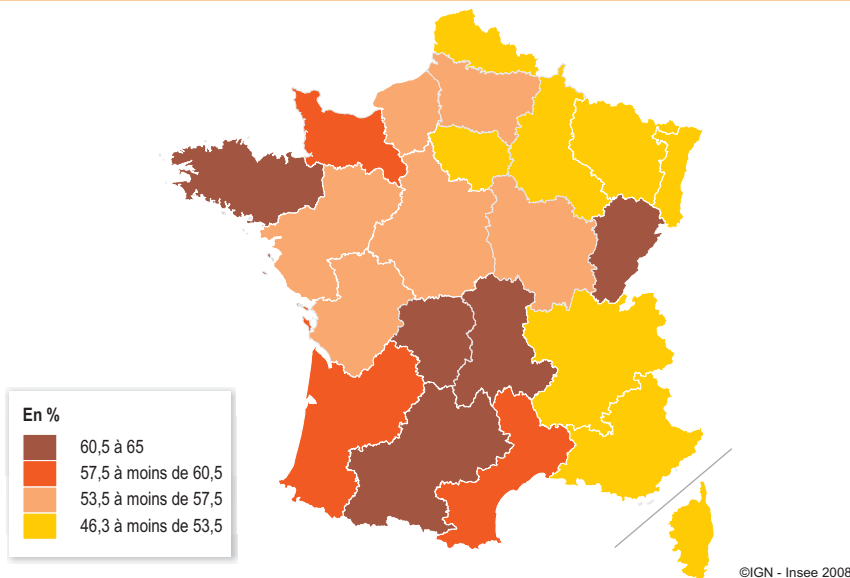 En %
60,5 à 65
57,5 à moins de 60,5
53,5 à moins de 57,5
46,3 à moins de 53,5
©IGN - Insee 2008